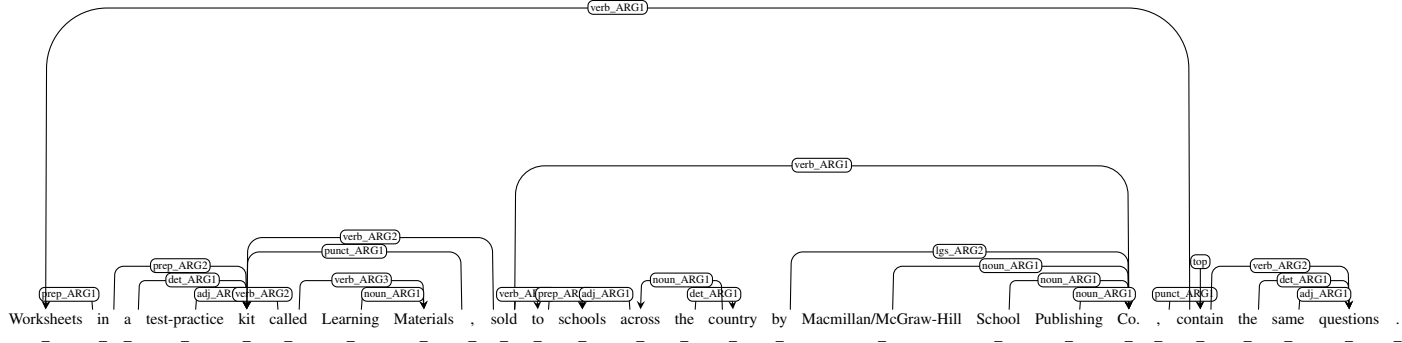 verb_ARG1
verb_ARG1
verb_ARG2
punct_ARG1 lgs_ARG2
prep_ARG2 noun_ARG1 top verb_ARG2
det_ARG1 verb_ARG3 noun_ARG1 noun_ARG1 det_ARG1
prep_ARG1 verb_ARG2 noun_ARG1 adj_ARG1 det_ARG1 noun_ARG1 punct_ARG1 adj_ARG1
Worksheets in a test-practice kit called Learning Materials , sold to schools across the country by Macmillan/McGraw-Hill School Publishing Co. , contain the same questions .